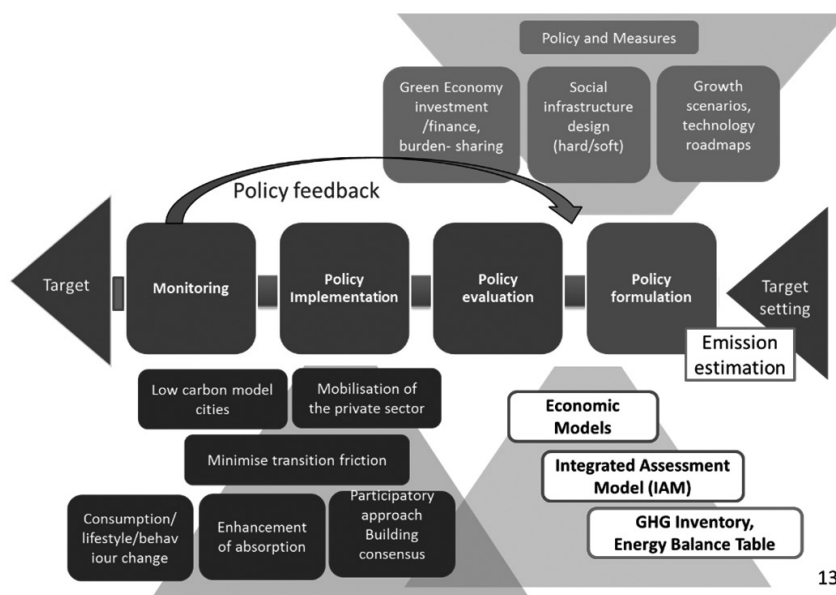 Policy and Measures
Green Economy
investment
/finance,
burden- sharing
Social
infrastructure
design
(hard/soft)
Growth
scenarios,
technology
roadmaps
Policy feedback
Target
Monitoring
Policy
Implementation
Policy
evaluation
Policy
formulation
Target
setting
Emission
estimation
Low carbon model
cities
Mobilisation of
the private sector
Minimise transition friction
Consumption/
lifestyle/behav
iour change
Enhancement
of absorption
Participatory
approach
Building
consensus
Economic
Models
Integrated Assessment
Model (IAM)
GHG Inventory,
Energy Balance Table
13